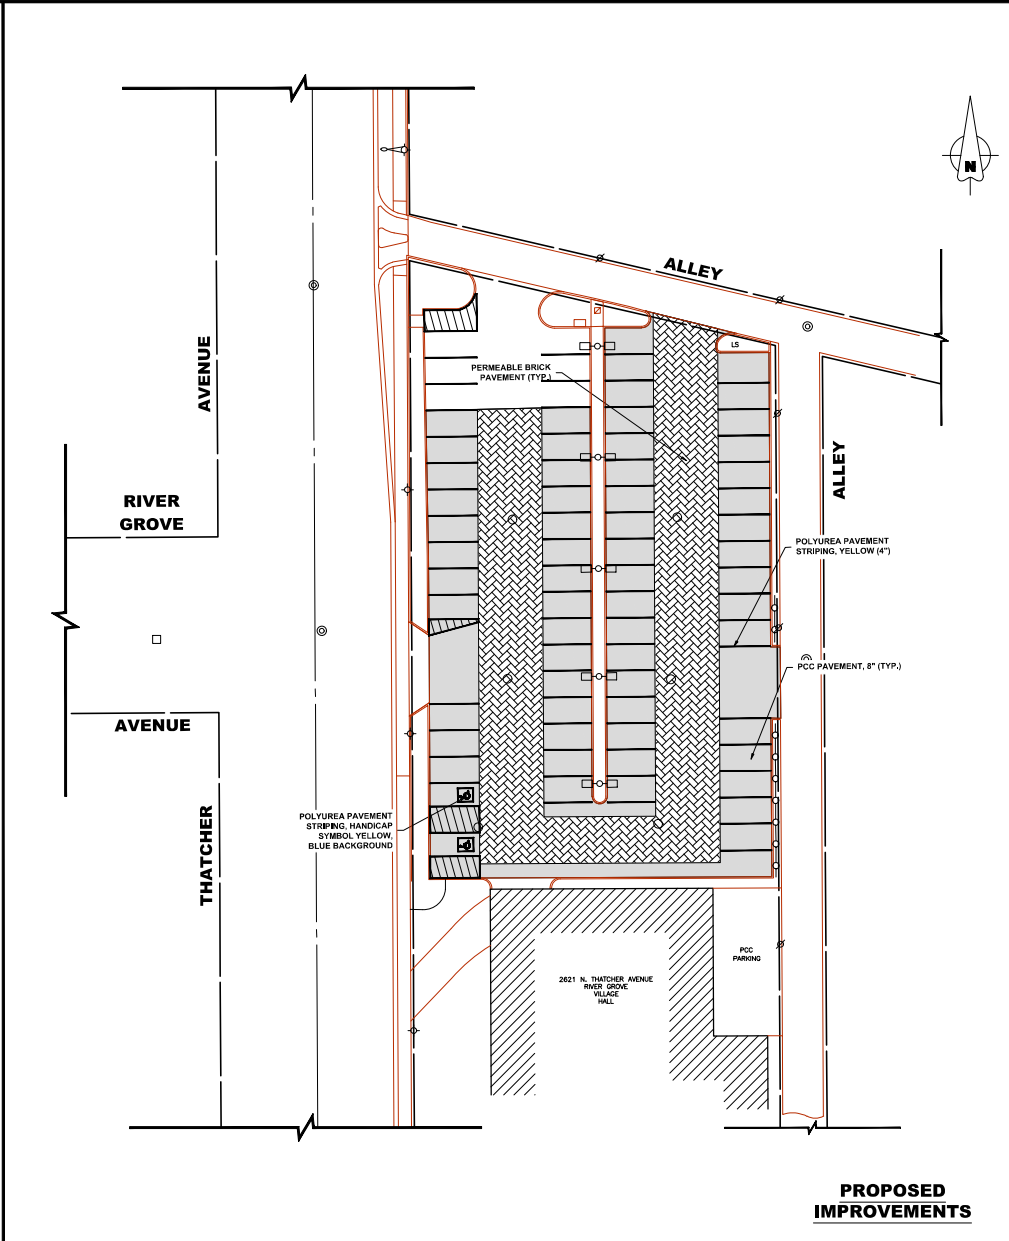 N
ALLEY
AVENUE
LS
PERMEABLE BRICK
PAVEMENT (TYP.)
ALLEY
RIVER
GROVE
POLYUREA PAVEMENT
STRIPING, YELLOW (4")
PCC PAVEMENT, 8" (TYP.)
AVENUE
THATCHER
POLYUREA PAVEMENT
STRIPING, HANDICAP
SYMBOL YELLOW,
BLUE BACKGROUND
PCC
PARKING
2621 N. THATCHER AVENUE
RIVER GROVE
VILLAGE
HALL
PROPOSED
IMPROVEMENTS